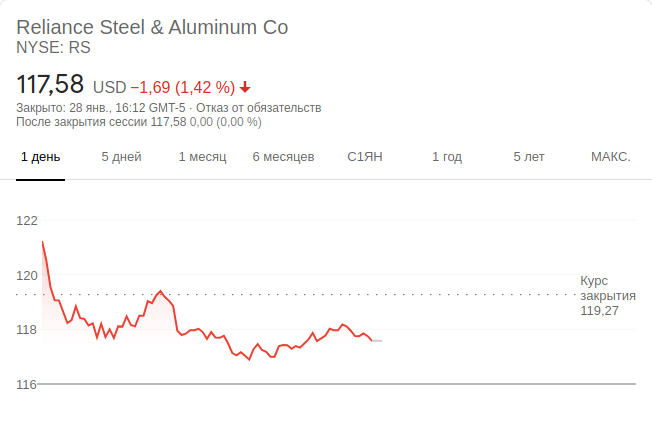 Reliance Steel & Aluminum Co
NYSE: RS
117,58 USD −1,69 (1,42 %)
Закрыто: 28 янв., 16:12 GMT-5 · Отказ от обязательств
После закрытия сессии 117,58 0,00 (0,00 %)
1 день 5 дней 1 месяц 6 месяцев С1ЯН 1 год 5 лет МАКС.
122
120
118
116
Курс
закрытия
119,27